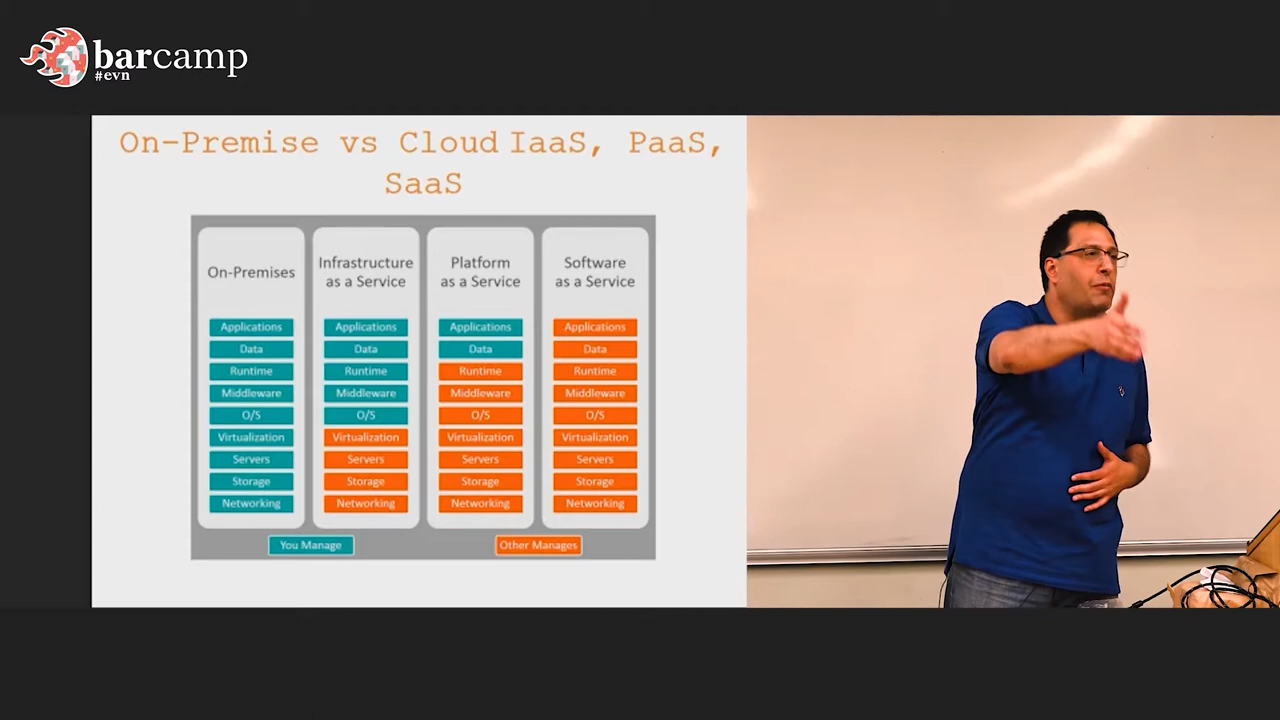 barcamp
#evn
On-Premise vs Cloud IaaS, PaaS,
SaaS
On-Premises
Applications
Data
Runtime
Middleware
O/S
Virtualization
Servers
Storage
Networking
Infrastructure
as a Service
Applications
Data
Runtime
Middleware
O/S
Virtualization
Servers
Storage
Networking
Platform
as a Service
Applications
Data
Runtime
Middleware
O/S
Virtualization
Servers
Storage
Networking
Software
as a Service
Applications
Data
Runtime
Middleware
O/S
Virtualization
Servers
Storage
Networking
You Manage
Other Manages